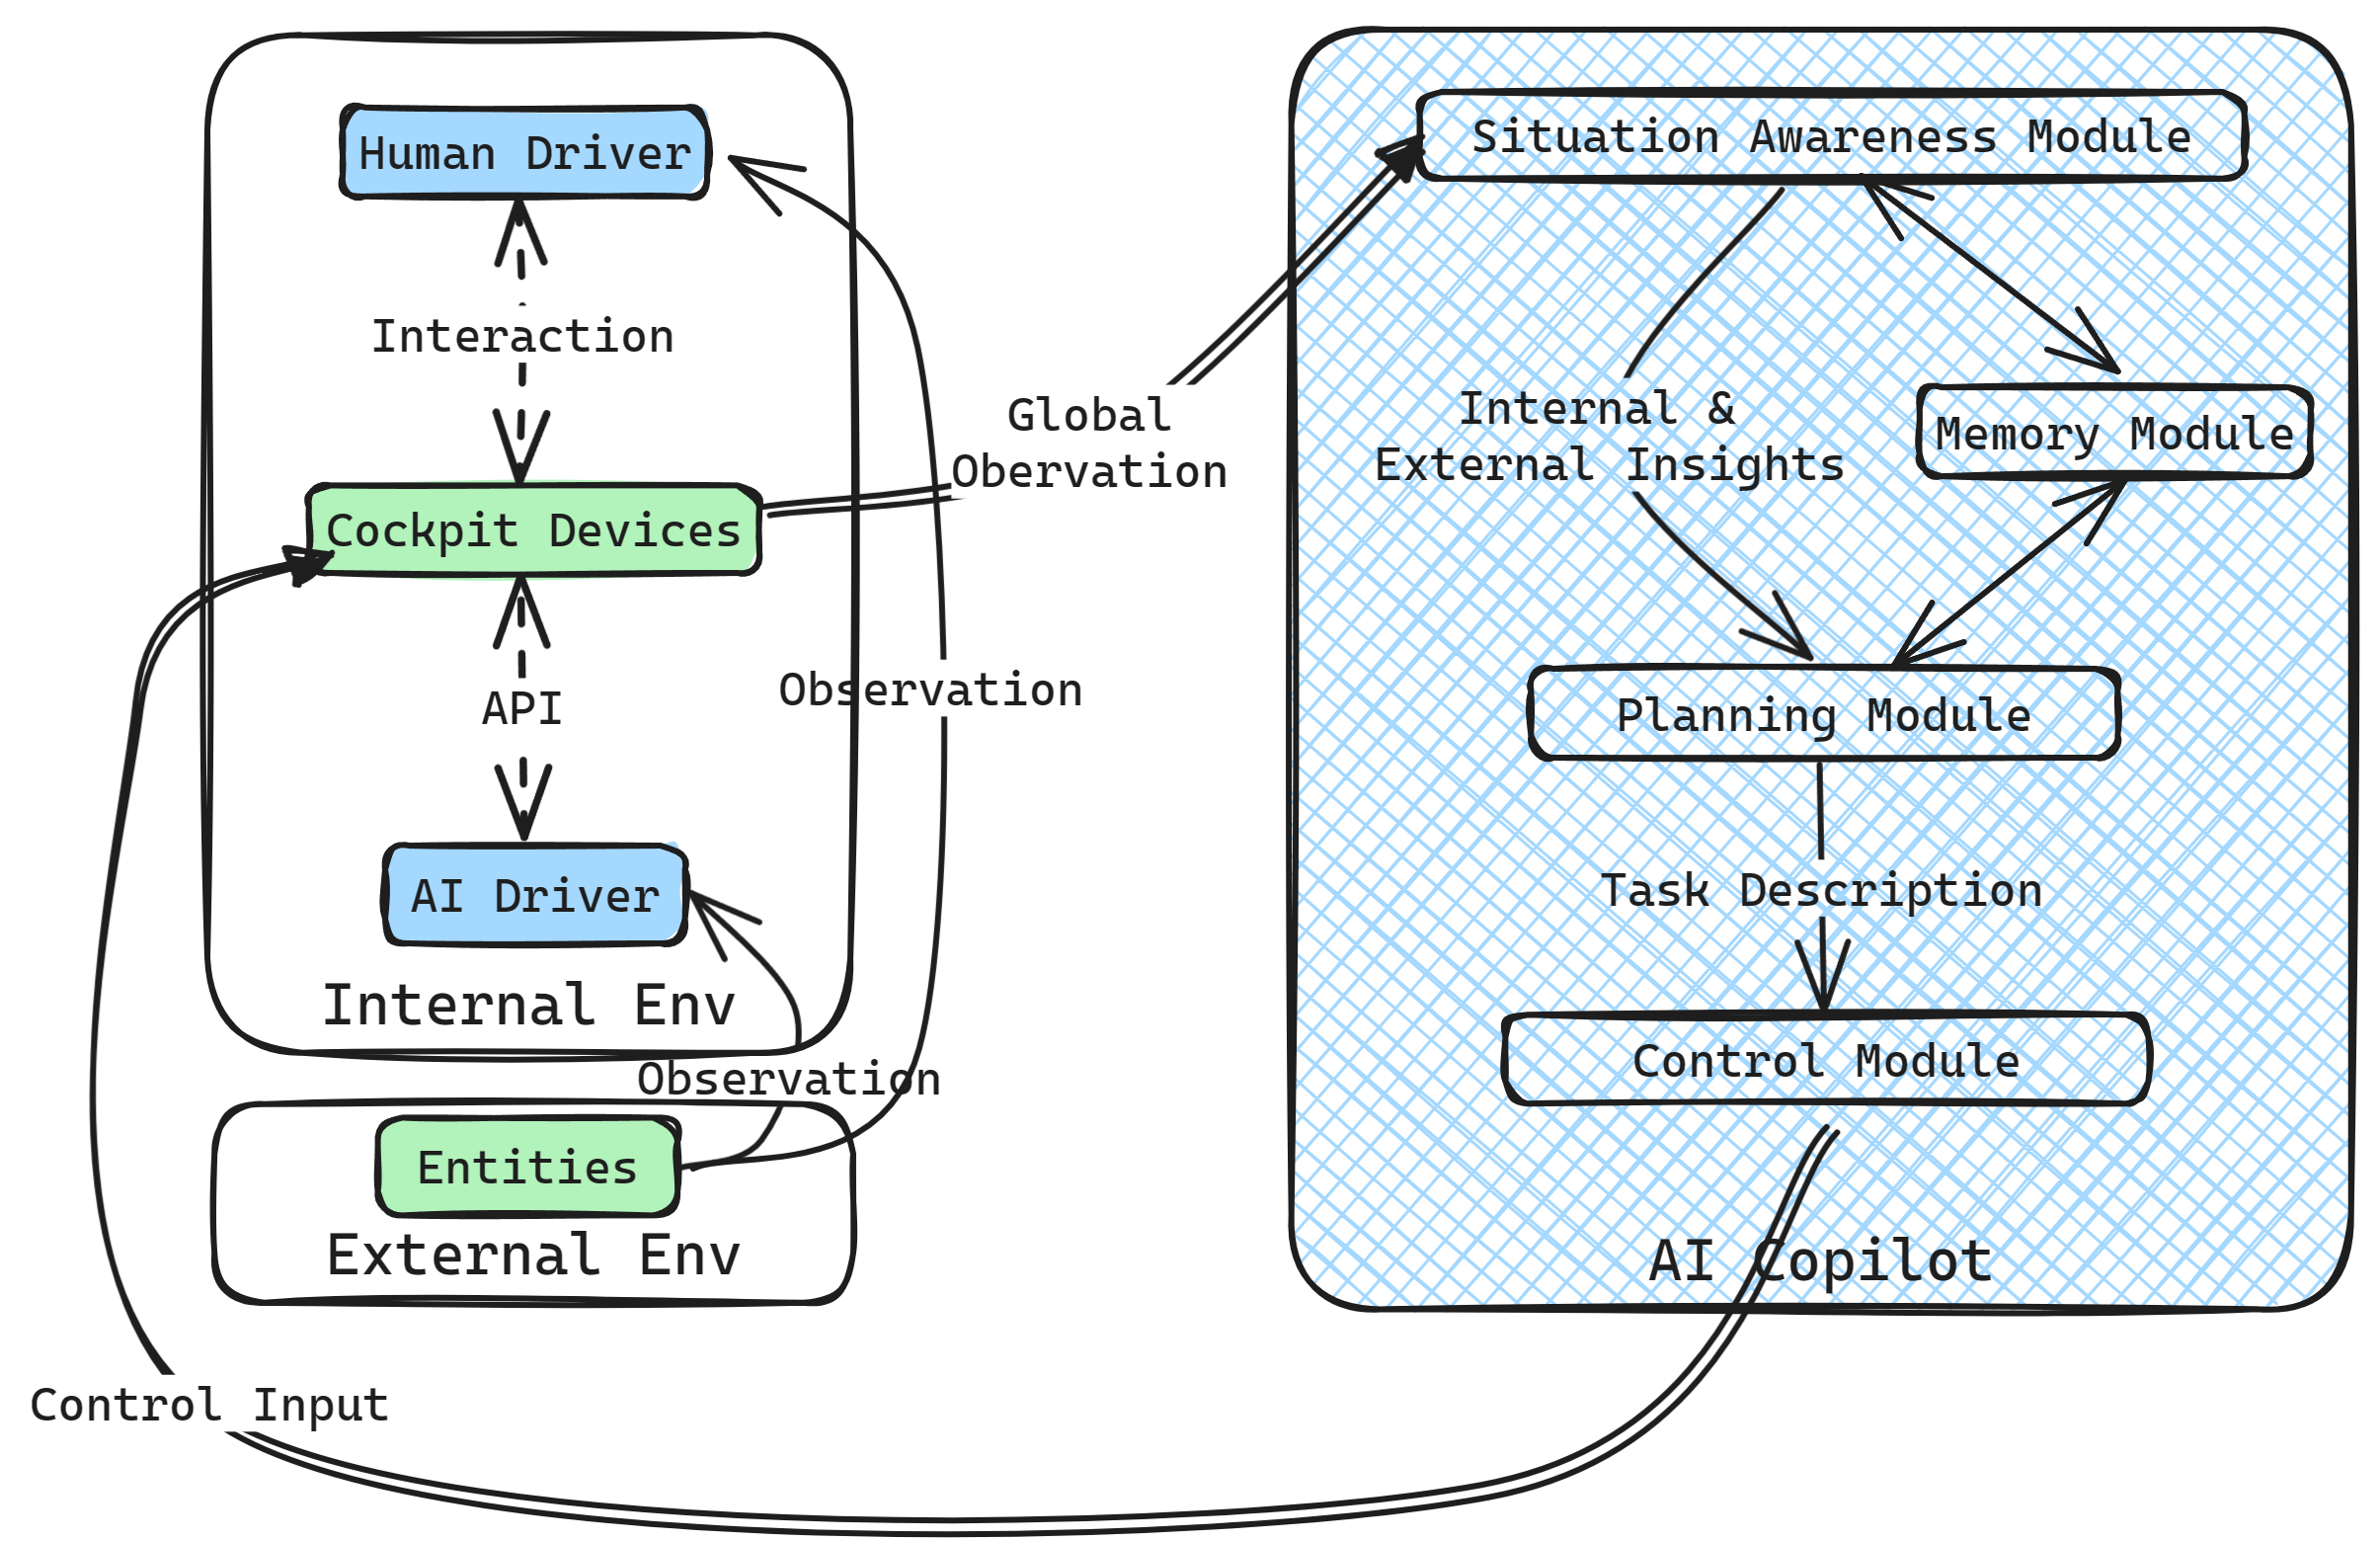 Human Driver
Interaction
Cockpit Devices
API
AI Driver
Internal Env
Observation
Observation
Entities
External Env
Control Input
Global
Obervation
Situation Awareness Module
Internal &
External Insights
Memory Module
Planning Module
Task Description
Control Module
AI Copilot